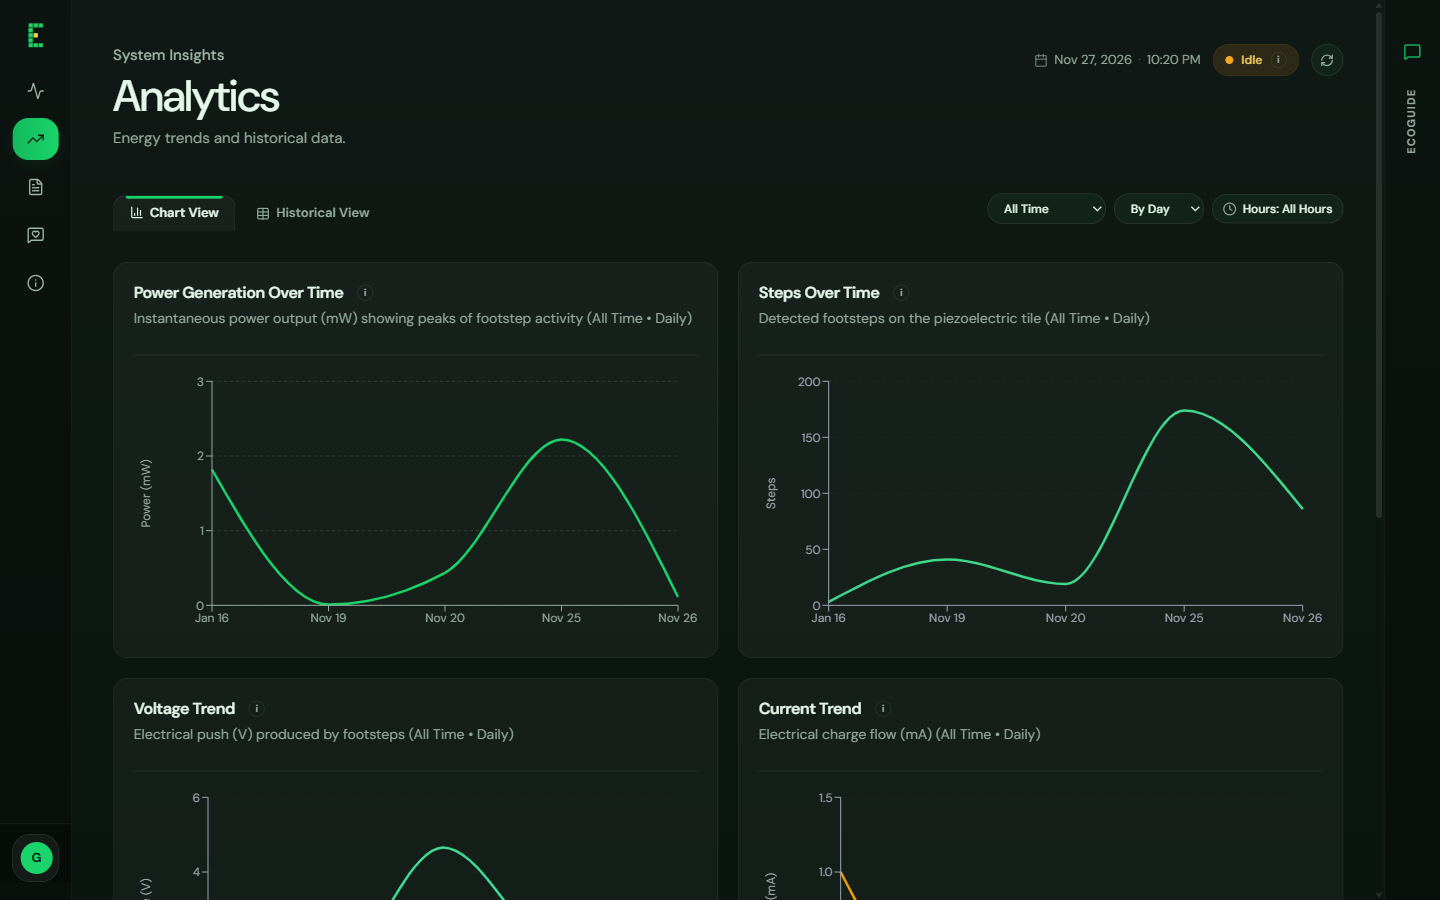 System Insights
Analytics
Energy trends and historical data.
Nov 27, 2026 · 10:20 PM
Idle i
ECOGUIDE
Chart View
Historical View
All Time
By Day
Hours: All Hours
Power Generation Over Time i
Instantaneous power output (mW) showing peaks of footstep activity (All Time • Daily)
3
2
1
0
Power (mW)
Jan 16 Nov 19 Nov 20 Nov 25 Nov 26
Steps Over Time i
Detected footsteps on the piezoelectric tile (All Time • Daily)
200
150
100
50
0
Steps
Jan 16 Nov 19 Nov 20 Nov 25 Nov 26
Voltage Trend i
Electrical push (V) produced by footsteps (All Time • Daily)
6
4
(V)
Current Trend i
Electrical charge flow (mA) (All Time • Daily)
1.5
1.0
(mA)
G